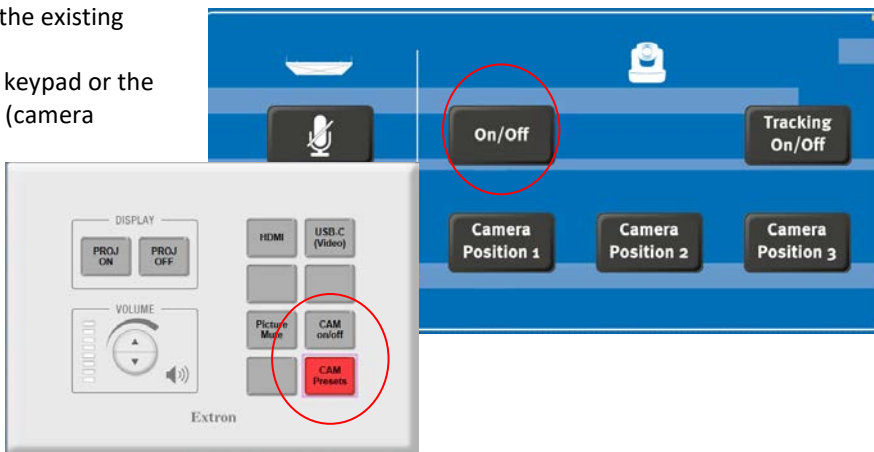 the existing
keypad or the
(camera
On/Off
Tracking
On/Off
Camera
Position 1
Camera
Position 2
Camera
Position 3
DISPLAY
PROJ
ON
PROJ
OFF
VOLUME
HDMI
USB-C
(Video)
Picture
Mute
CAM
on/off
CAM
Presets
Extron